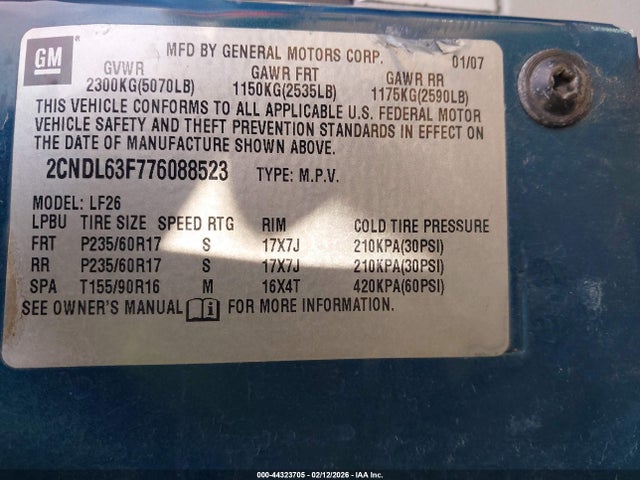 GM
MFD BY GENERAL MOTORS CORP. 01/07
GVWR GAWR FRT GAWR RR
2300KG(5070LB) 1150KG(2535LB) 1175KG(2590LB)
THIS VEHICLE CONFORMS TO ALL APPLICABLE U.S. FEDERAL MOTOR
VEHICLE SAFETY AND THEFT PREVENTION STANDARDS IN EFFECT ON
THE DATE OF MANUFACTURE SHOWN ABOVE.
2CNDL63F776088523 TYPE: M.P.V.
MODEL: LF26
LPBU TIRE SIZE SPEED RTG RIM COLD TIRE PRESSURE
FRT P235/60R17 S 17X7J 210KPA(30PSI)
RR P235/60R17 S 17X7J 210KPA(30PSI)
SPA T155/90R16 M 16X4T 420KPA(60PSI)
SEE OWNER'S MANUAL FOR MORE INFORMATION.
000-44323705 - 02/12/2026 - IAA Inc.